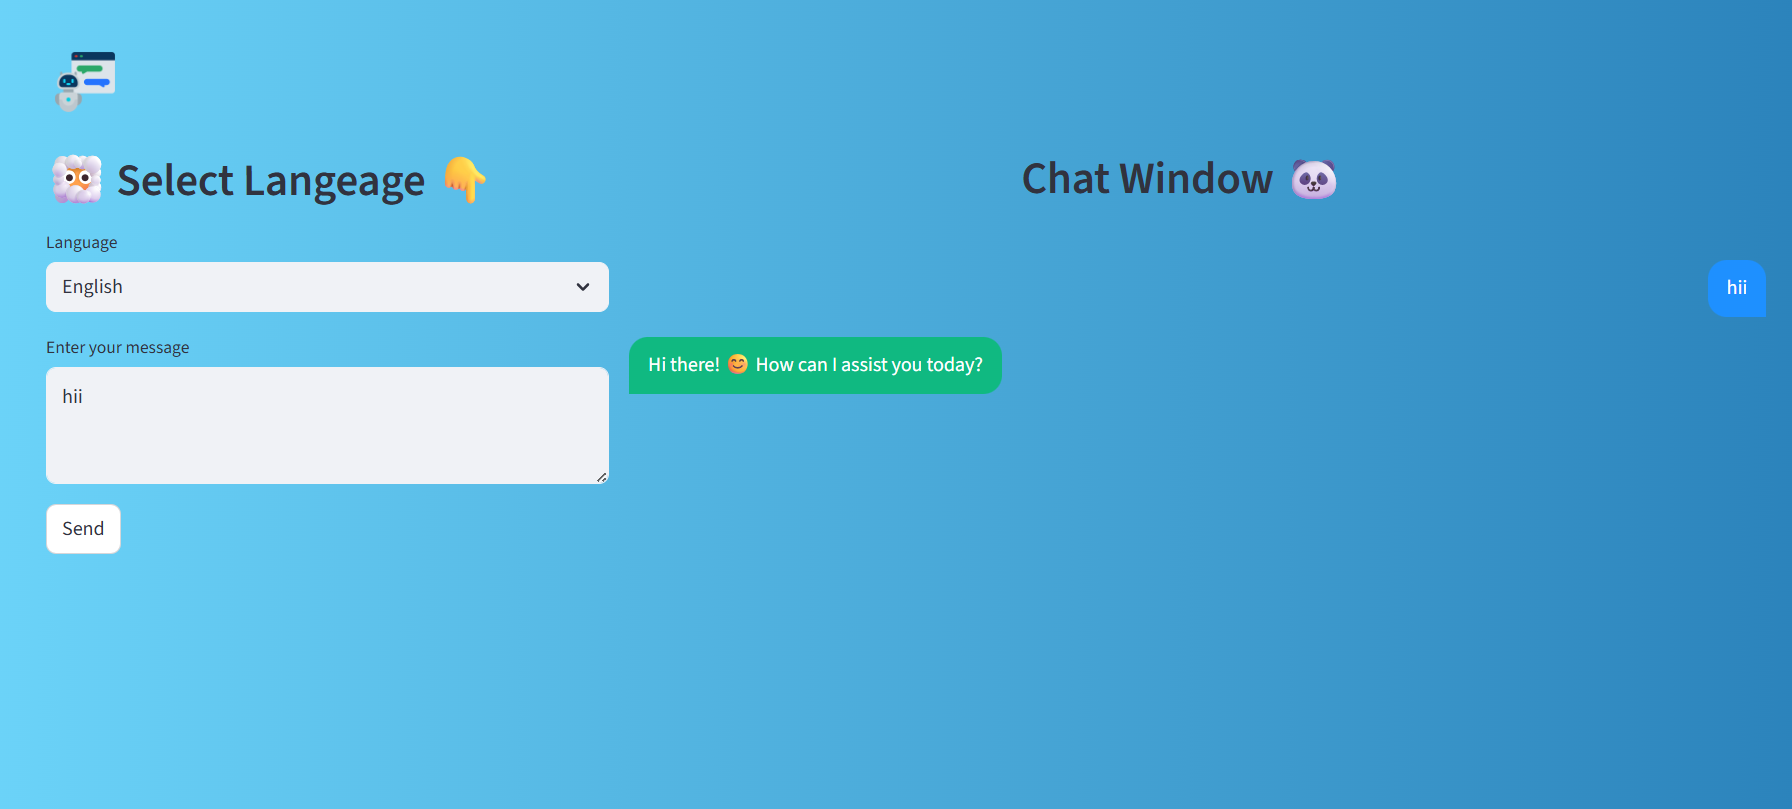 Select Langeage 👇
Language
English
Enter your message
hii
Send
Chat Window 🐼
hii
Hi there! 😊 How can I assist you today?